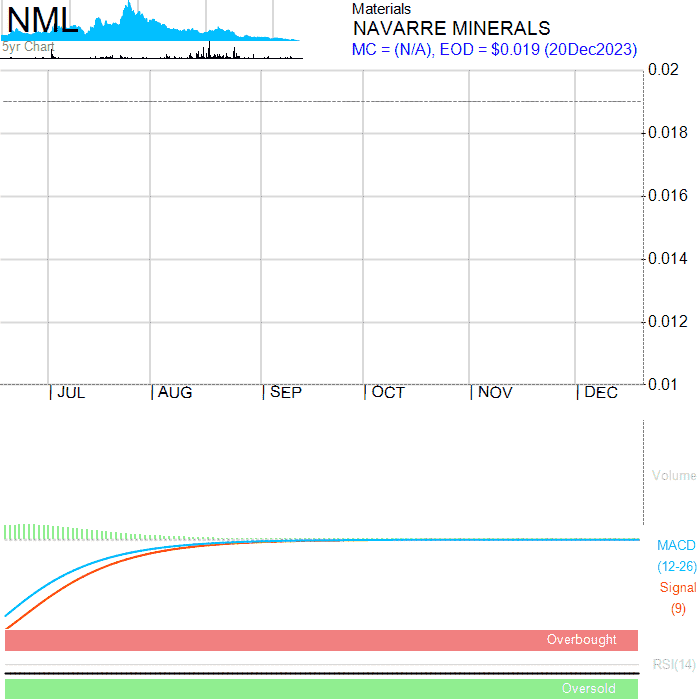 NML
5yr Chart
Materials
NAVARRE MINERALS
MC = (N/A), EOD = $0.019 (20Dec2023)
0.02
0.018
0.016
0.014
0.012
0.01
JUL AUG SEP OCT NOV DEC
Volume
MACD
(12-26)
Signal
(9)
Overbought
RSI(14)
Oversold